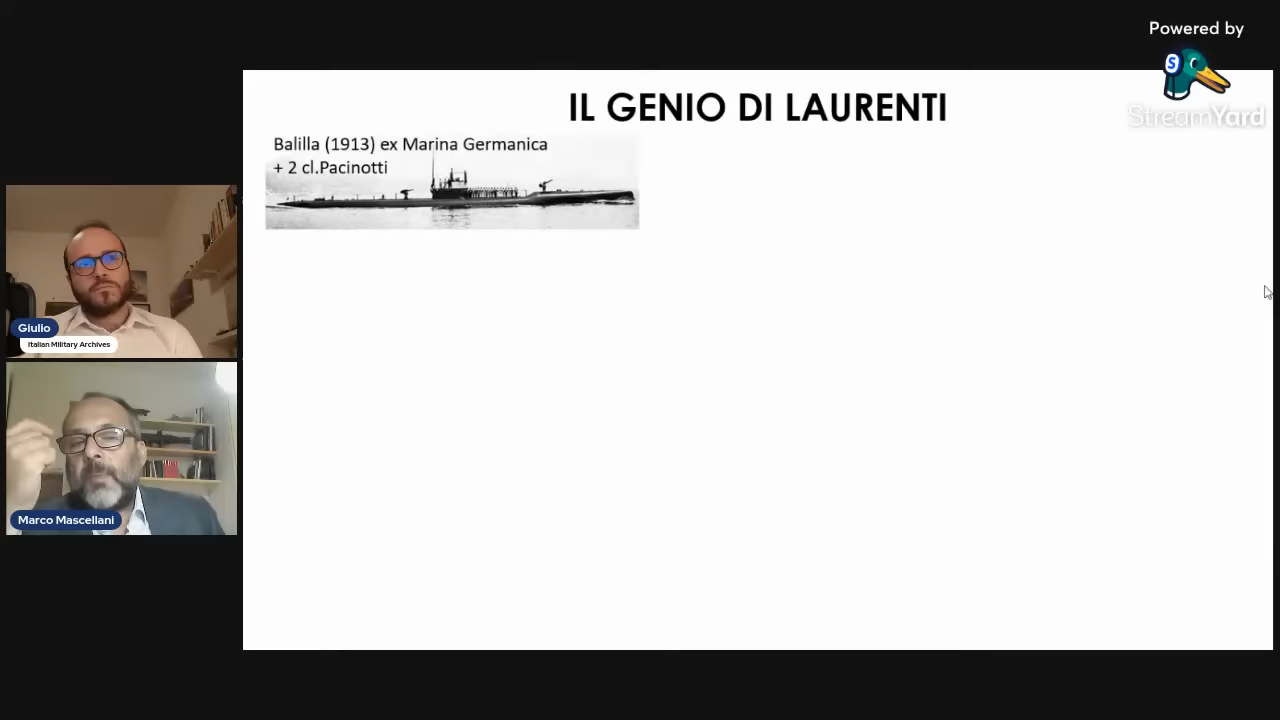 Powered by
StreamYard
IL GENIO DI LAURENTI
Balilla (1913) ex Marina Germanica
+ 2 cl.Pacinotti
Giulio
Italian Military Archives
Marco Mascellani